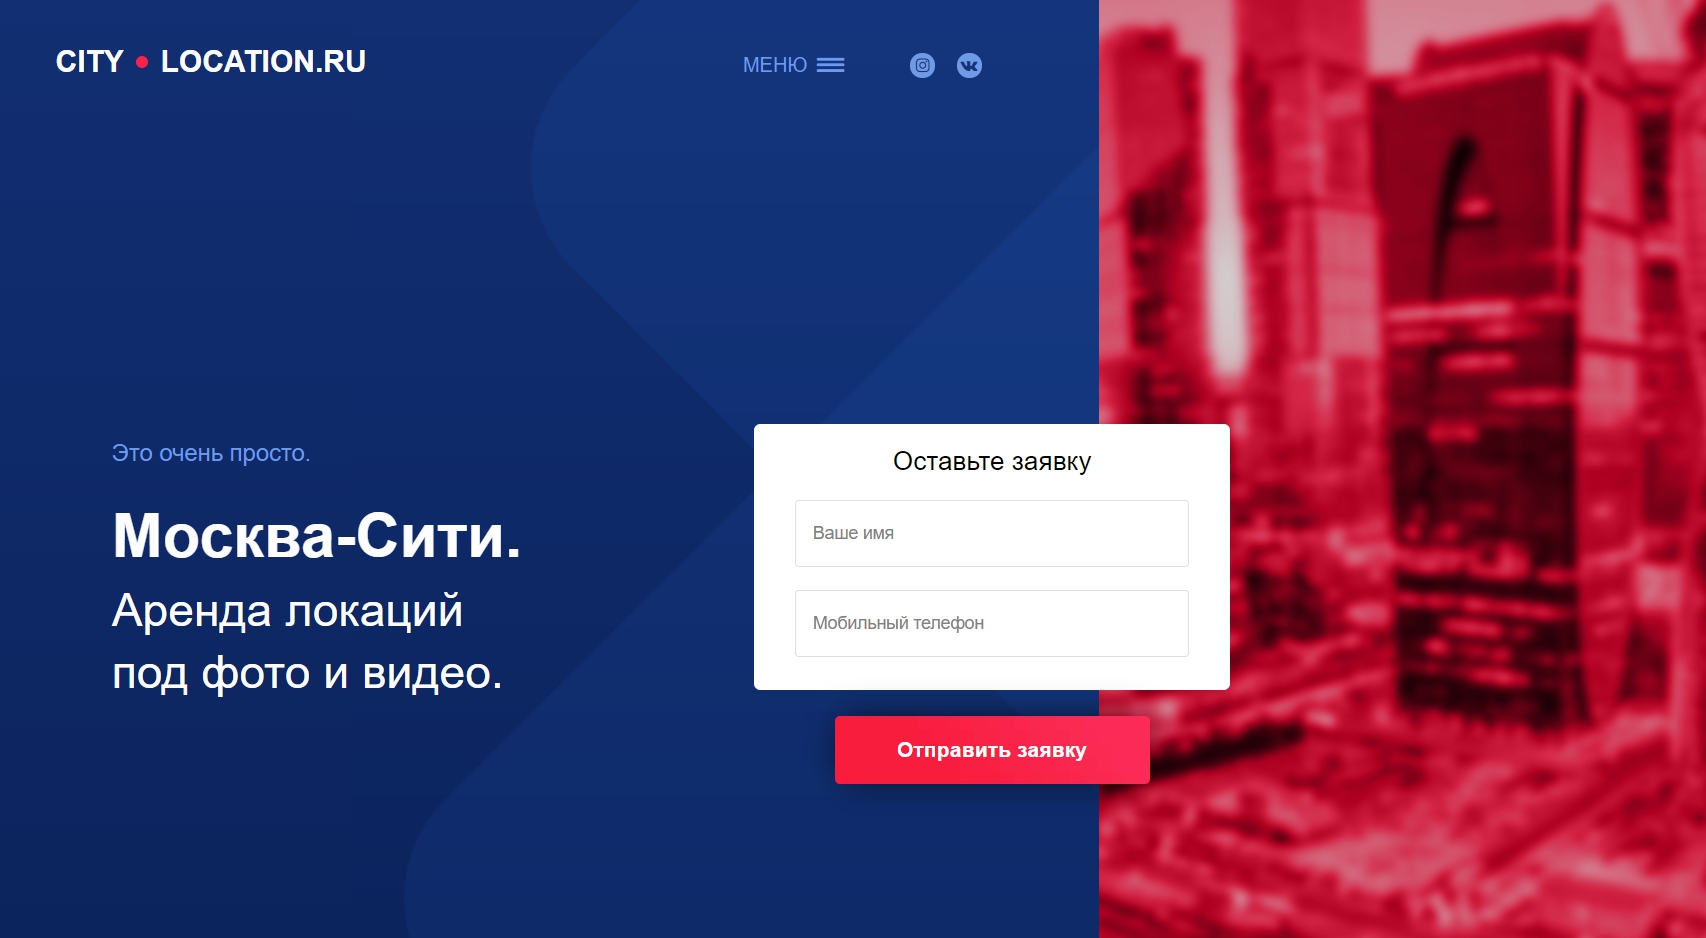 CITY • LOCATION.RU
МЕНЮ
Это очень просто.
Москва-Сити.
Аренда локаций
под фото и видео.
Оставьте заявку
Ваше имя
Мобильный телефон
Отправить заявку